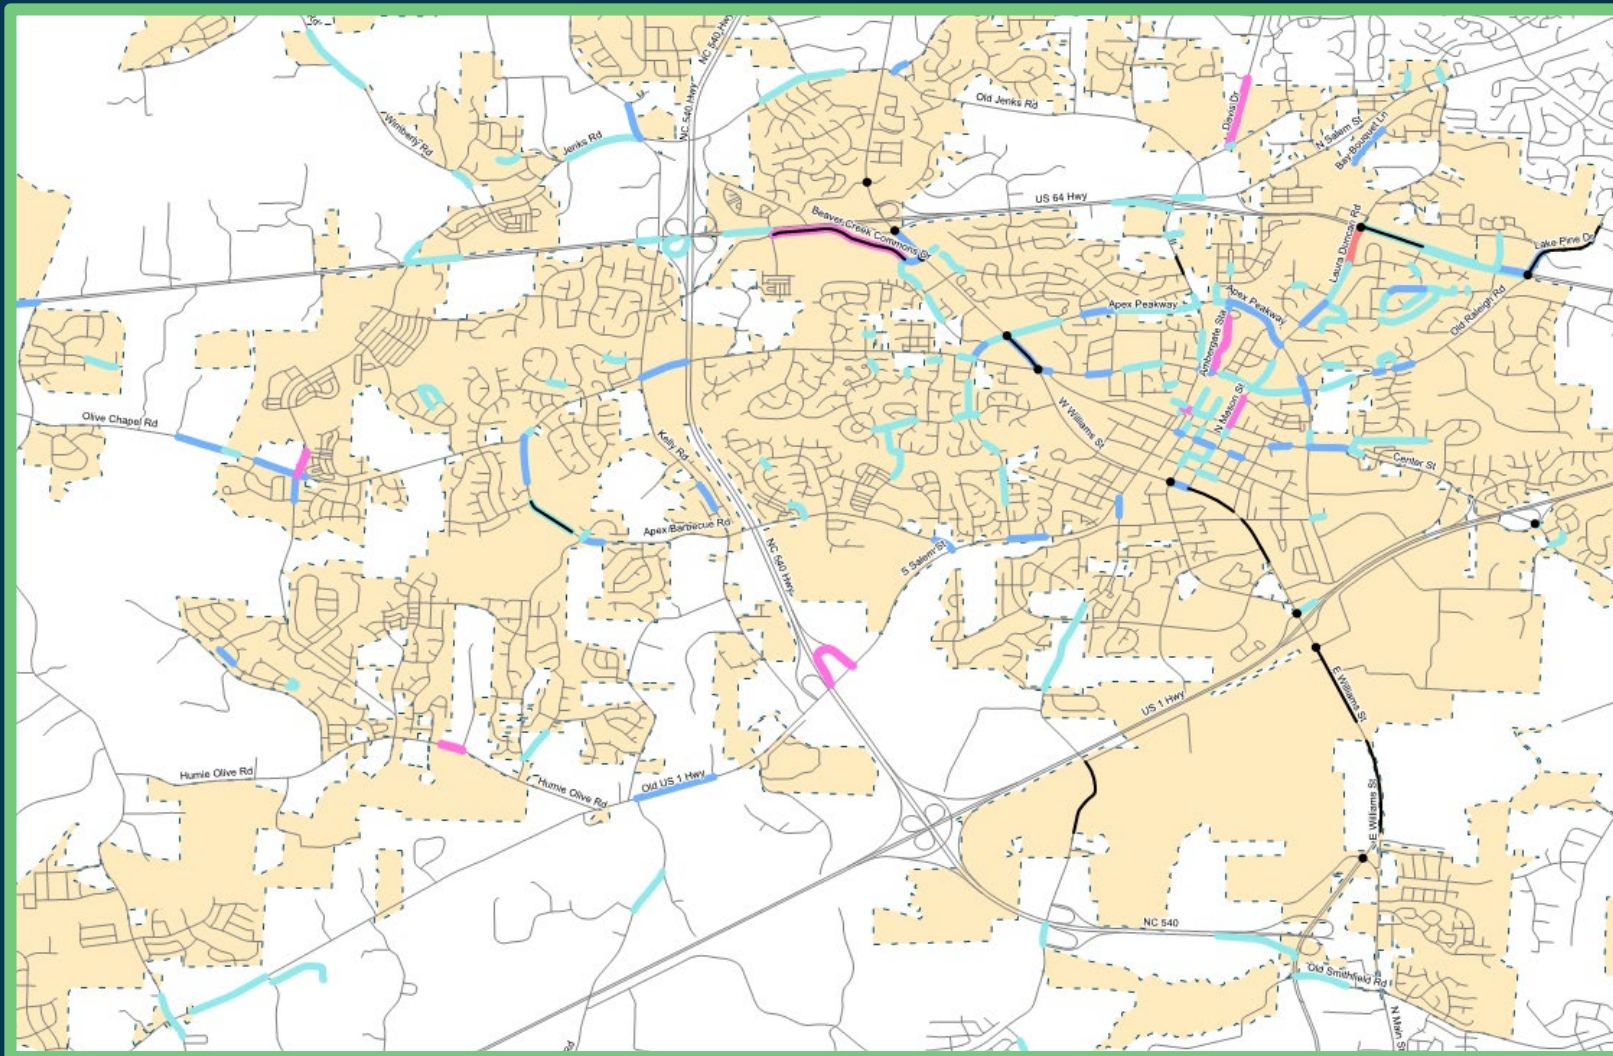 NC 540 Hwy
NC 540 Hwy
Old Jenks Rd
Davis Dr
N Salem St
Bay Bouquet Ln
Wimberly Rd
Jenks Rd
US 64 Hwy
Beaver Creek Commons Dr
Laura Duncan Rd
Lake Pine Dr
Apex Peakway
Apex Peakway
Old Raleigh Rd
Ambergate Sta
N Mason St
W Williams St
Olive Chapel Rd
Kelly Rd
Center St
Apex Barbecue Rd
NC 540 Hwy
S Salem St
US 1 Hwy
E Williams St
Humie Olive Rd
Humie Olive Rd
Old US 1 Hwy
E Williams St
NC 540
Old Smithfield Rd
N Main St
Rd